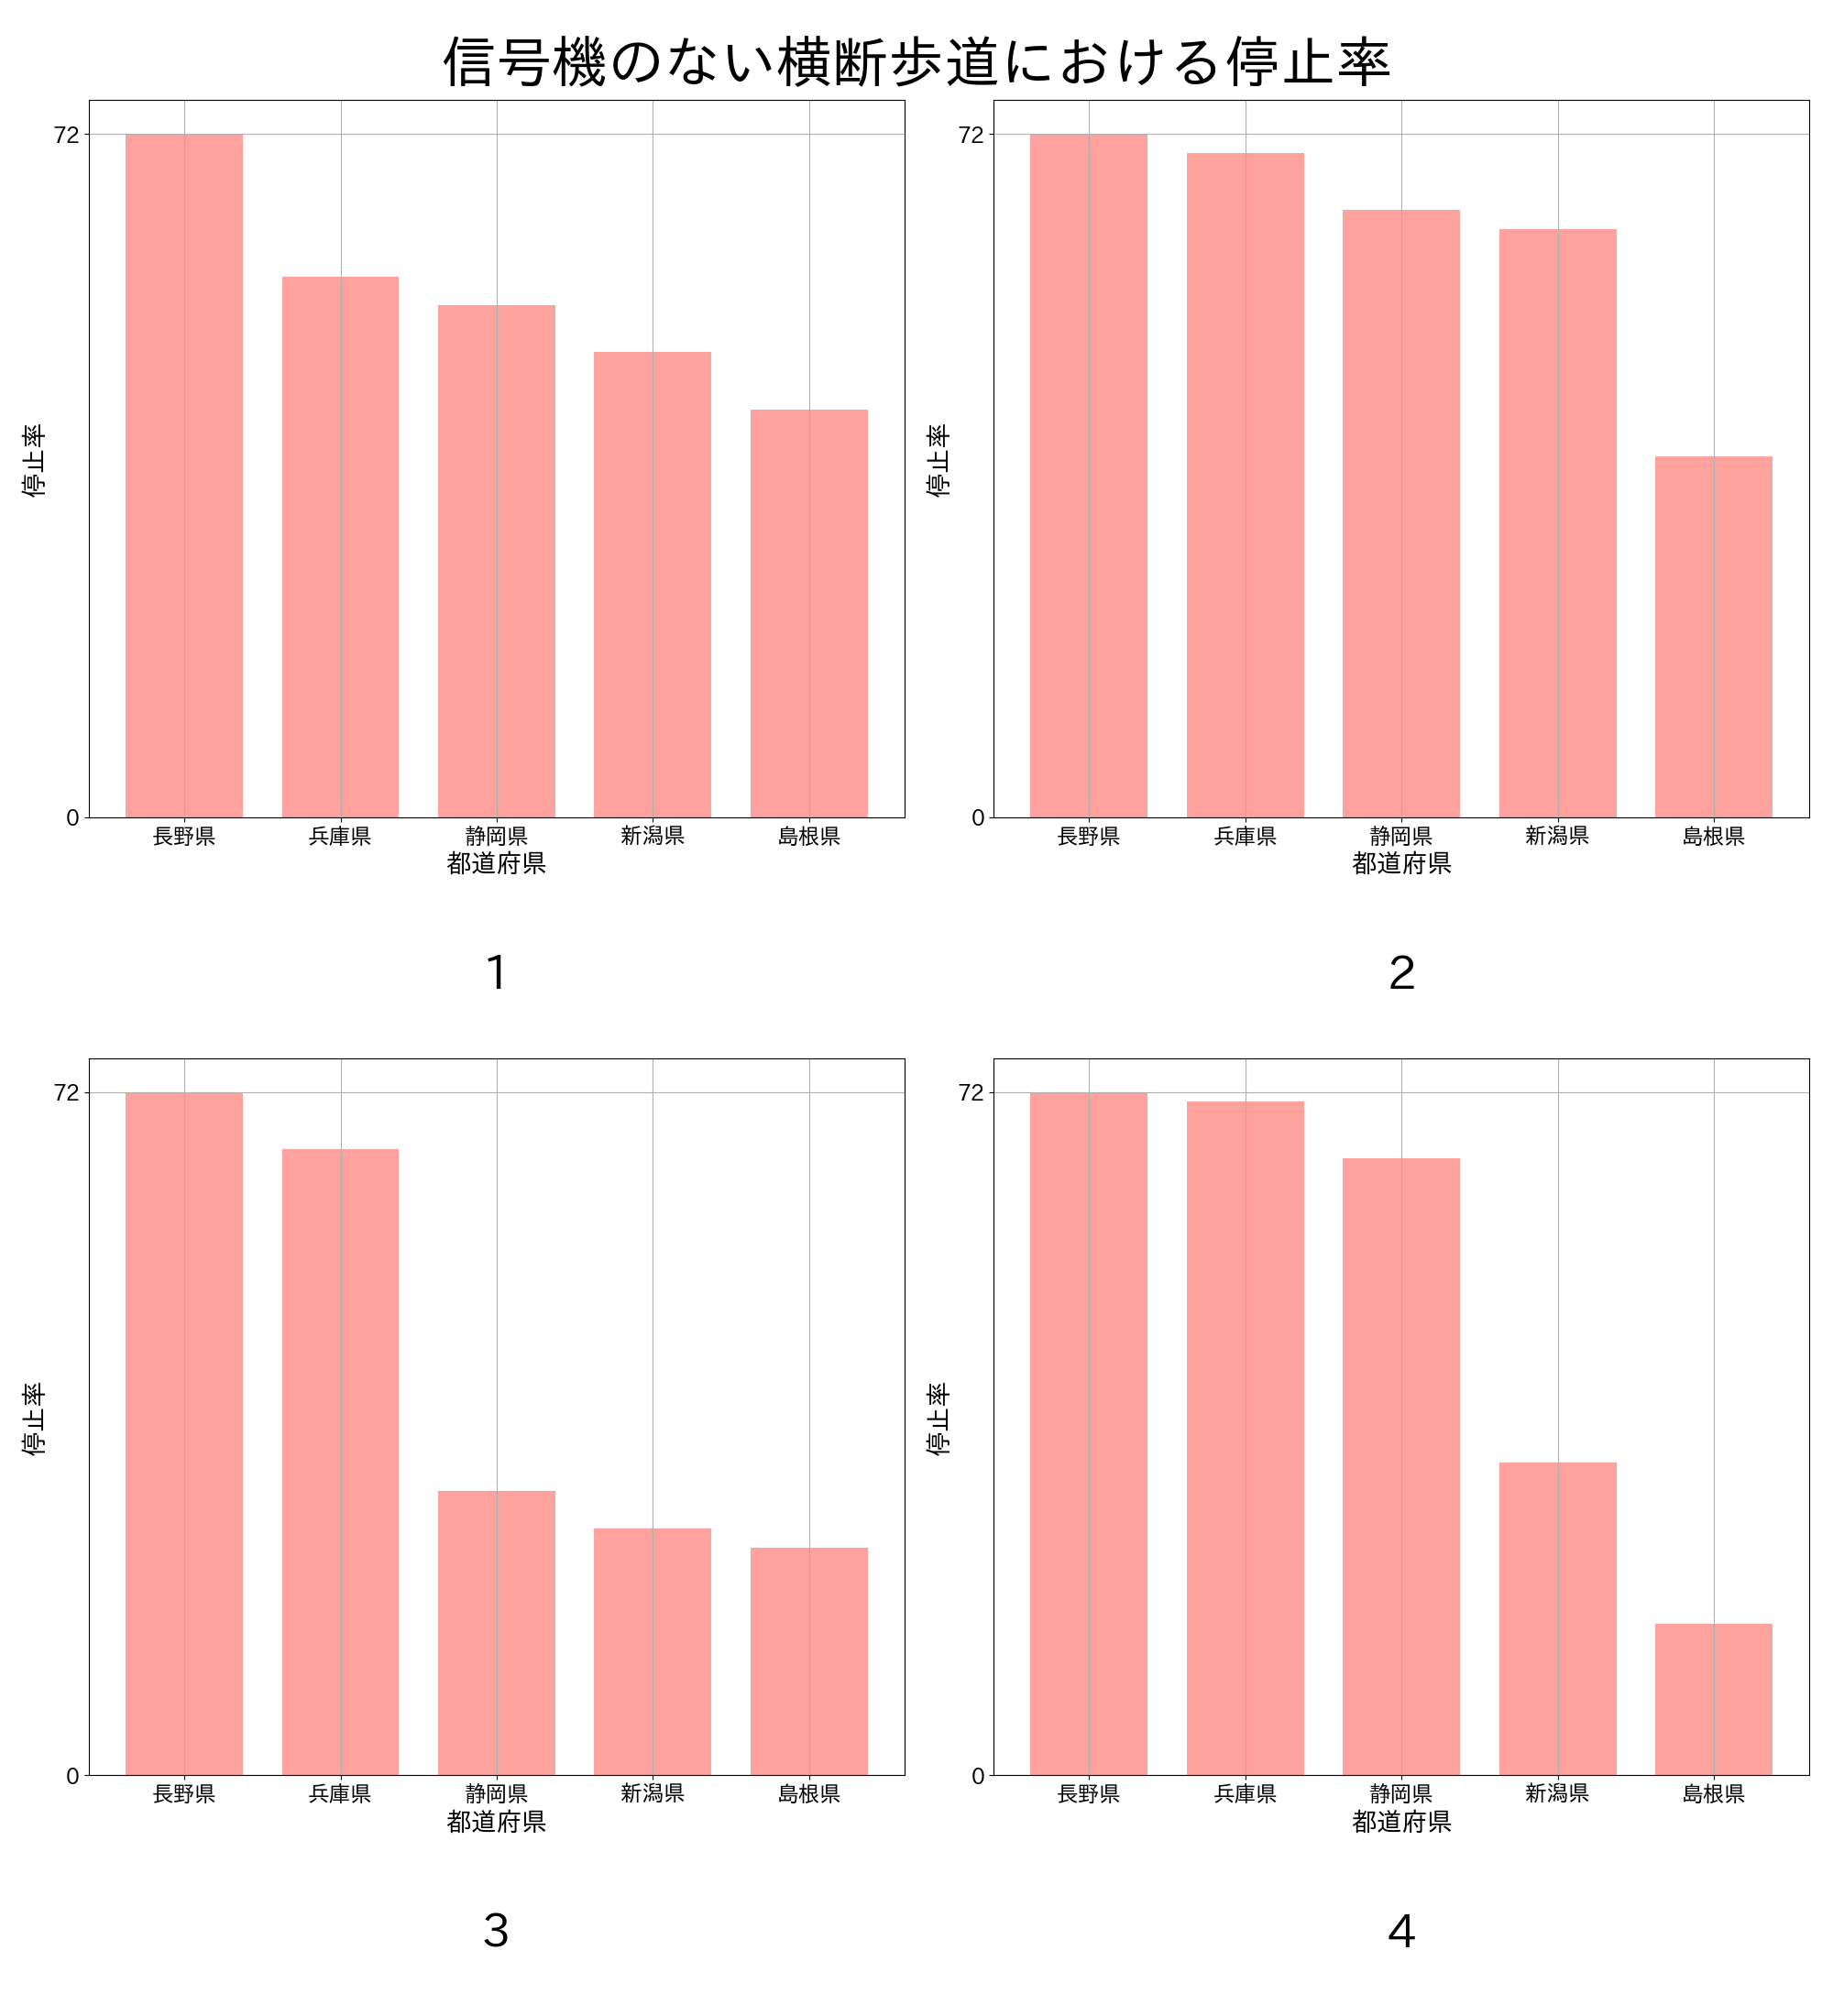 信号機のない横断歩道における停止率
72
0
停止率
長野県 兵庫県 静岡県 新潟県 島根県
都道府県
1
72
0
停止率
長野県 兵庫県 静岡県 新潟県 島根県
都道府県
2
72
0
停止率
長野県 兵庫県 静岡県 新潟県 島根県
都道府県
3
72
0
停止率
長野県 兵庫県 静岡県 新潟県 島根県
都道府県
4